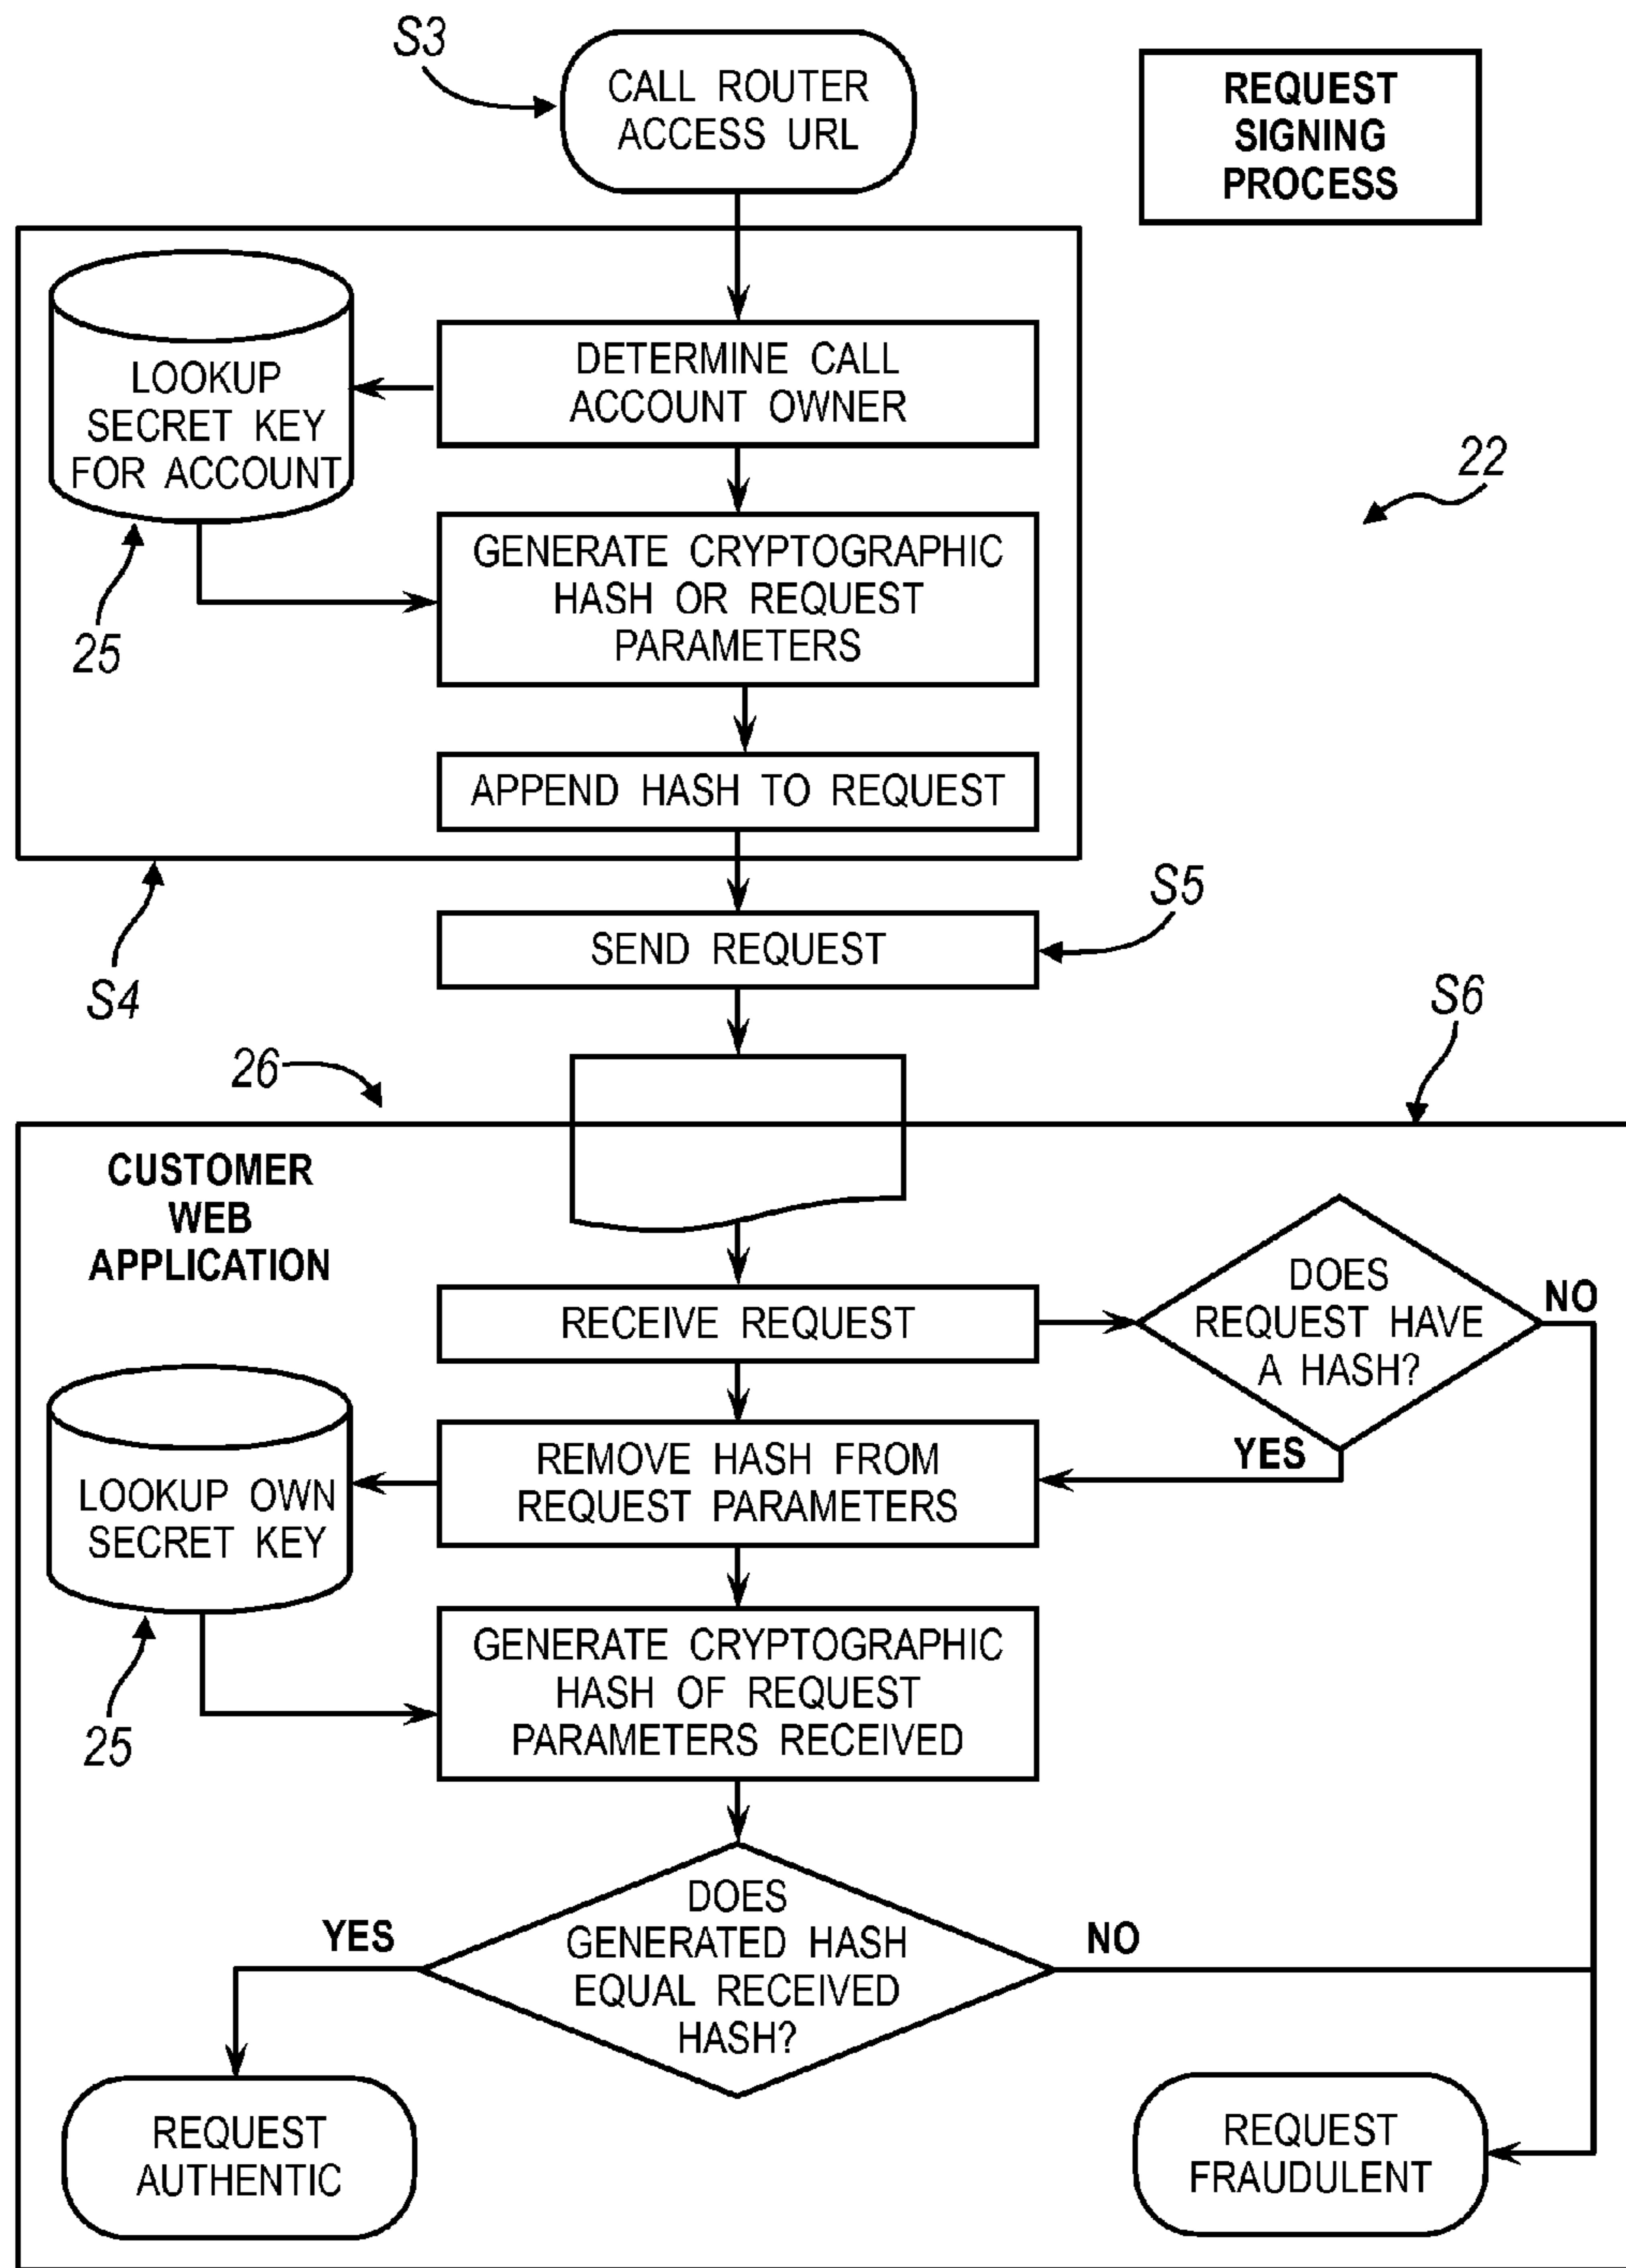 S3
CALL ROUTER
ACCESS URL
REQUEST
SIGNING
PROCESS
LOOKUP
SECRET KEY
FOR ACCOUNT
DETERMINE CALL
ACCOUNT OWNER
22
GENERATE CRYPTOGRAPHIC
HASH OR REQUEST
PARAMETERS
25
APPEND HASH TO REQUEST
S4
S5
SEND REQUEST
S6
26
CUSTOMER
WEB
APPLICATION
RECEIVE REQUEST
DOES
REQUEST HAVE
A HASH?
NO
YES
REMOVE HASH FROM
REQUEST PARAMETERS
LOOKUP OWN
SECRET KEY
GENERATE CRYPTOGRAPHIC
HASH OF REQUEST
PARAMETERS RECEIVED
25
DOES
GENERATED HASH
EQUAL RECEIVED
HASH?
YES
NO
REQUEST
AUTHENTIC
REQUEST
FRAUDULENT